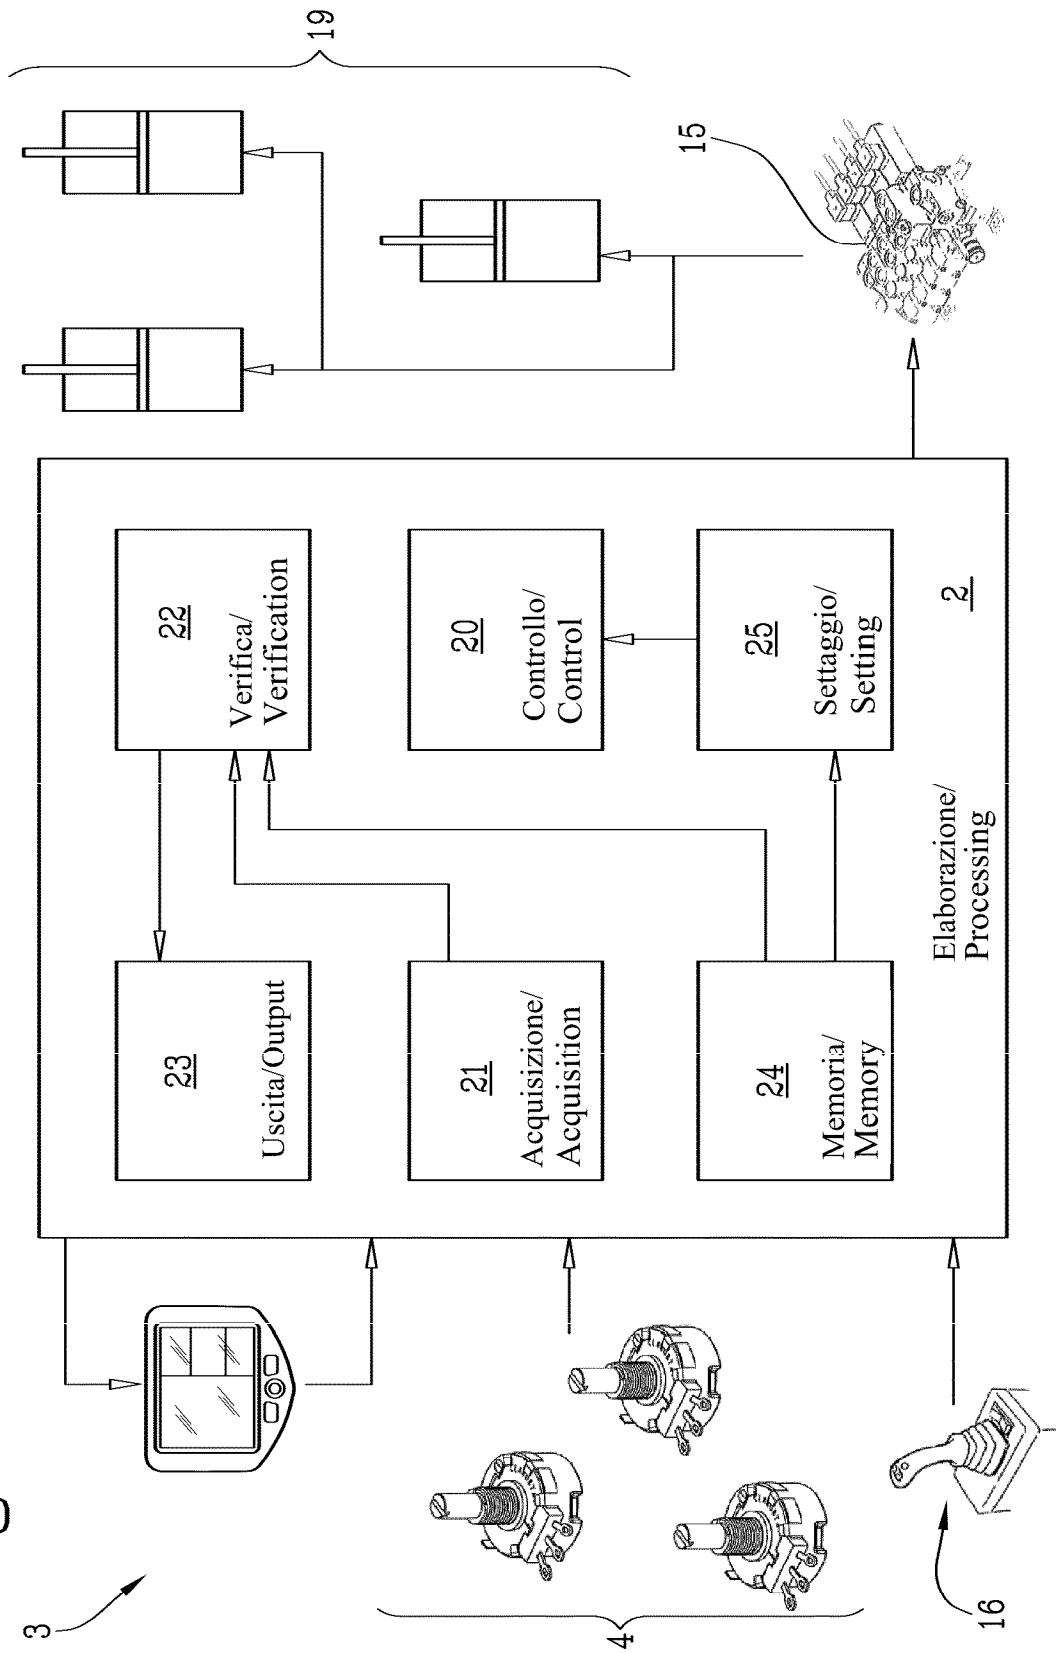 3
4
16
23
Uscita/Output
22
Verifica/
Verification
21
Acquisizione/
Acquisition
20
Controllo/
Control
24
Memoria/
Memory
25
Settaggio/
Setting
Elaborazione/
Processing
2
19
15